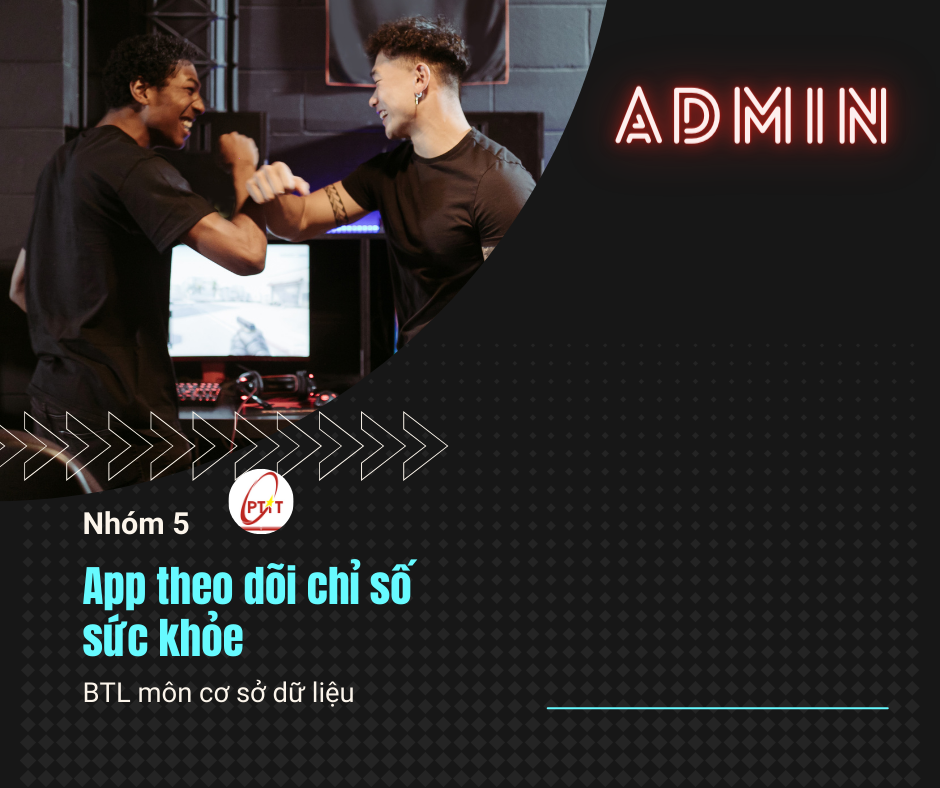 ADMIN
PTIT
Nhóm 5
App theo dõi chỉ số
sức khỏe
BTL môn cơ sở dữ liệu